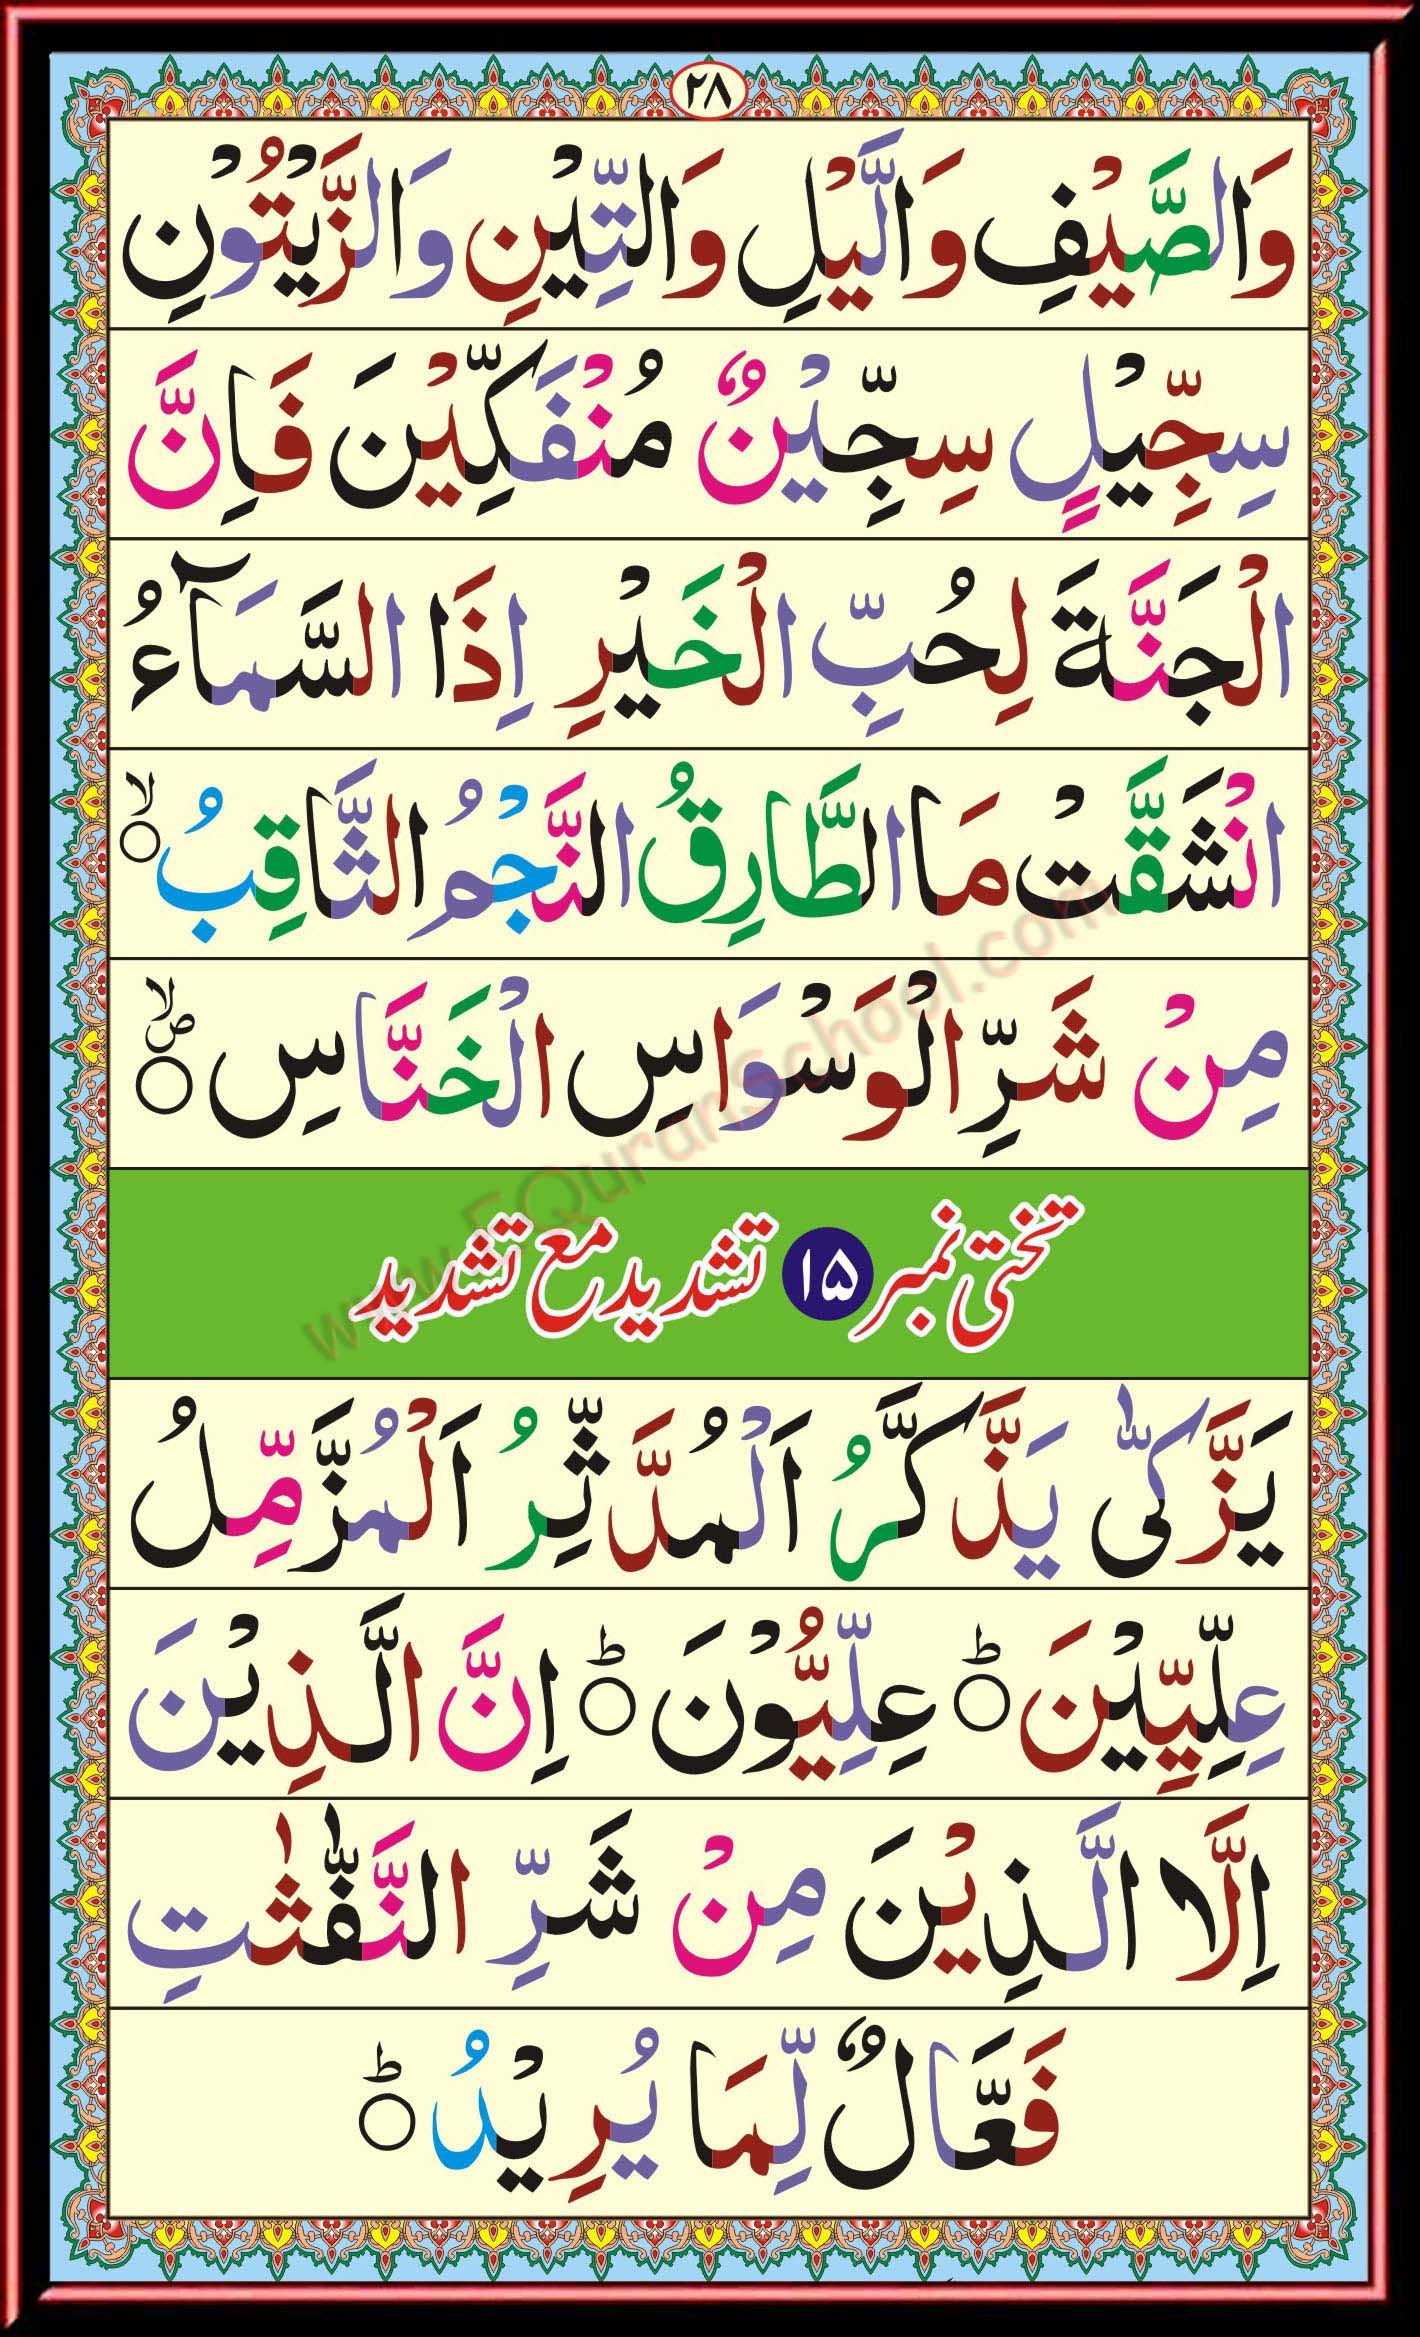 ٢٨
وَالصَّيْفِ وَالَّيْلِ وَالتِّيْنِ وَالزَّيْتُوْنِ
سِجِّيْلٍ سِجِّيْنٌ مُنْفَكِّيْنَ فَاِنَّ
الْجَنَّةَ لِحُبِّ الْخَيْرِ اِذَا السَّمَآءُ
انْشَقَّتْ مَا الطَّارِقُ النَّجْمُ الثَّاقِبُ ۙ
مِنْ شَرِّ الْوَسْوَاسِ الْخَنَّاسِ ۙص
تختی نمبر ۱۵ تشدید مع تشدید
يَزَّكّٰى يَذَّكَّرُ اَلْمُدَّثِّرُ اَلْمُزَّمِّلُ
عِلِّيِّيْنَ ؕ عِلِّيُّوْنَ ؕ اِنَّ الَّذِيْنَ
اِلَّا الَّذِيْنَ مِنْ شَرِّ النَّفّٰثٰتِ
فَعَّالٌ لِّمَا يُرِيْدُ ؕ
www.EQuranSchool.com